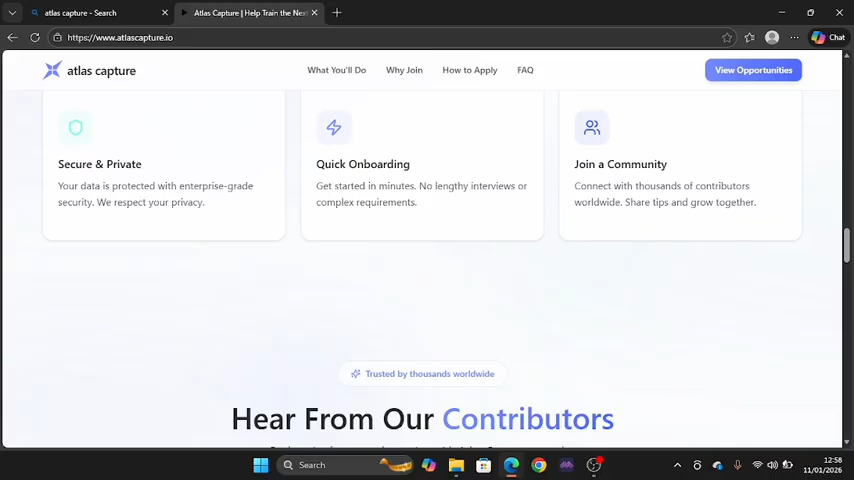 atlas capture - Search
Atlas Capture | Help Train the Nex
https://www.atlascapture.io
Chat
atlas capture
What You'll Do
Why Join
How to Apply
FAQ
View Opportunities
Secure & Private
Your data is protected with enterprise-grade
security. We respect your privacy.
Quick Onboarding
Get started in minutes. No lengthy interviews or
complex requirements.
Join a Community
Connect with thousands of contributors
worldwide. Share tips and grow together.
Trusted by thousands worldwide
Hear From Our Contributors
Search
12:58
11/01/2026